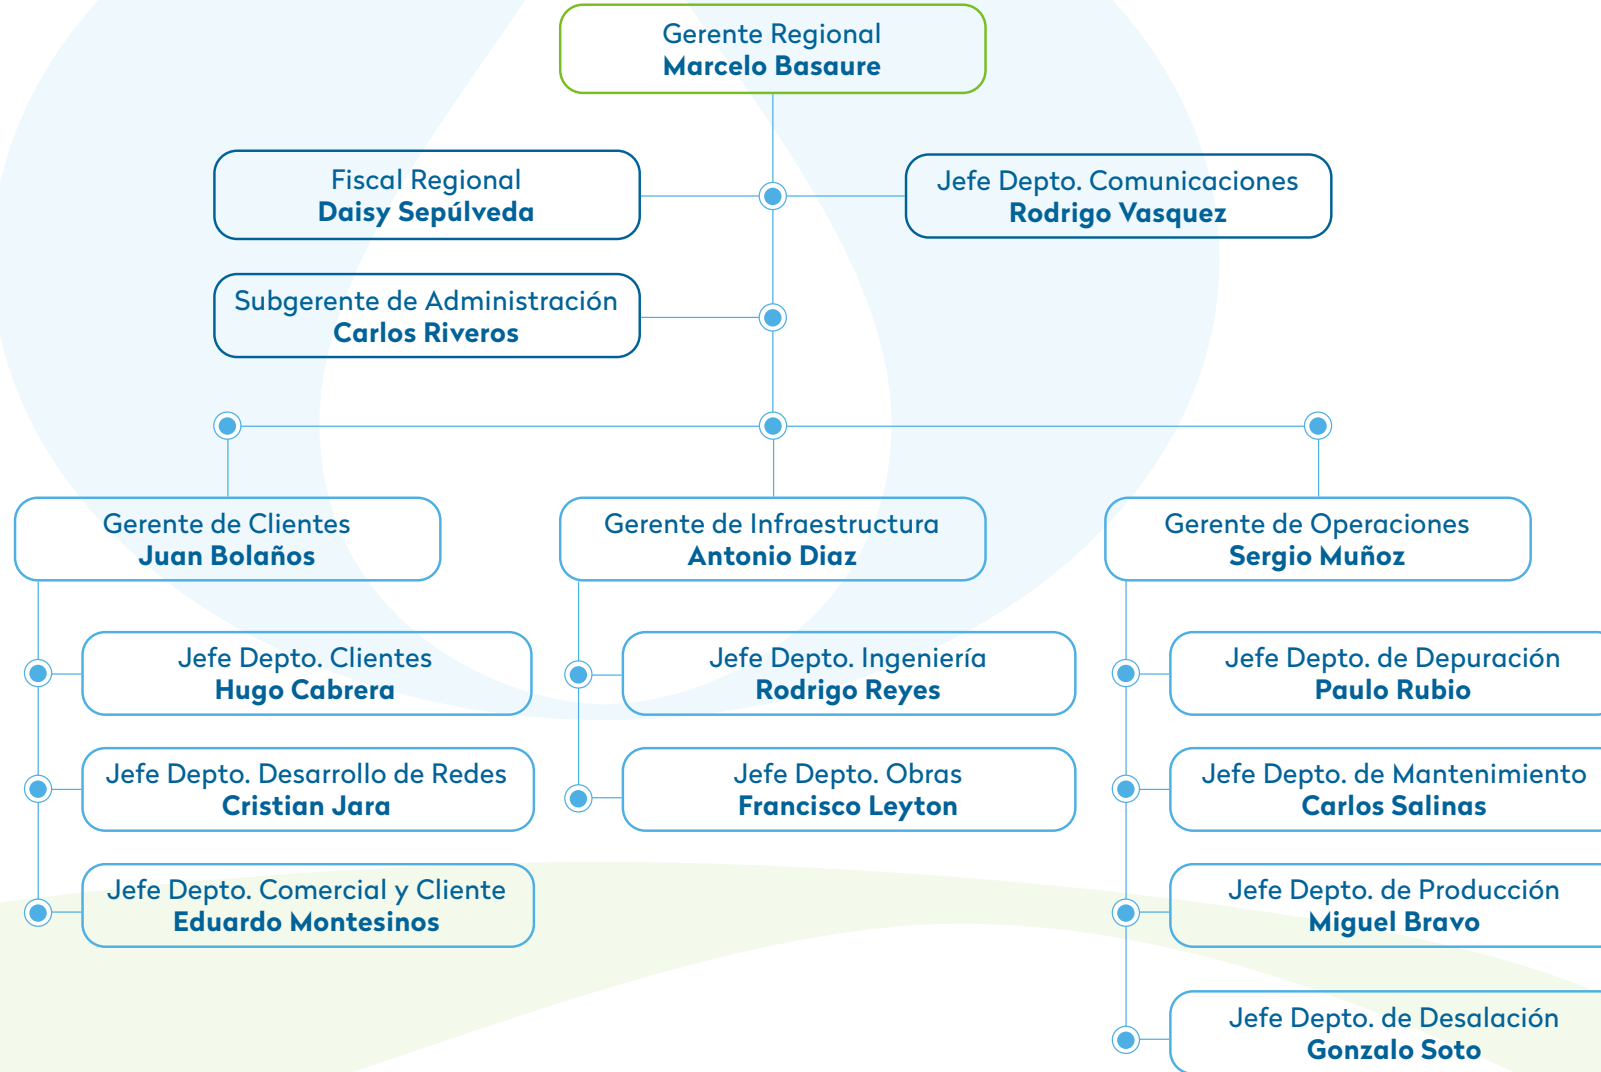 Gerente Regional
Marcelo Basaure
Fiscal Regional
Daisy Sepúlveda
Jefe Depto. Comunicaciones
Rodrigo Vasquez
Subgerente de Administración
Carlos Riveros
Gerente de Clientes
Juan Bolaños
Gerente de Infraestructura
Antonio Diaz
Gerente de Operaciones
Sergio Muñoz
Jefe Depto. Clientes
Hugo Cabrera
Jefe Depto. Ingeniería
Rodrigo Reyes
Jefe Depto. de Depuración
Paulo Rubio
Jefe Depto. Desarrollo de Redes
Cristian Jara
Jefe Depto. Obras
Francisco Leyton
Jefe Depto. de Mantenimiento
Carlos Salinas
Jefe Depto. Comercial y Cliente
Eduardo Montesinos
Jefe Depto. de Producción
Miguel Bravo
Jefe Depto. de Desalación
Gonzalo Soto